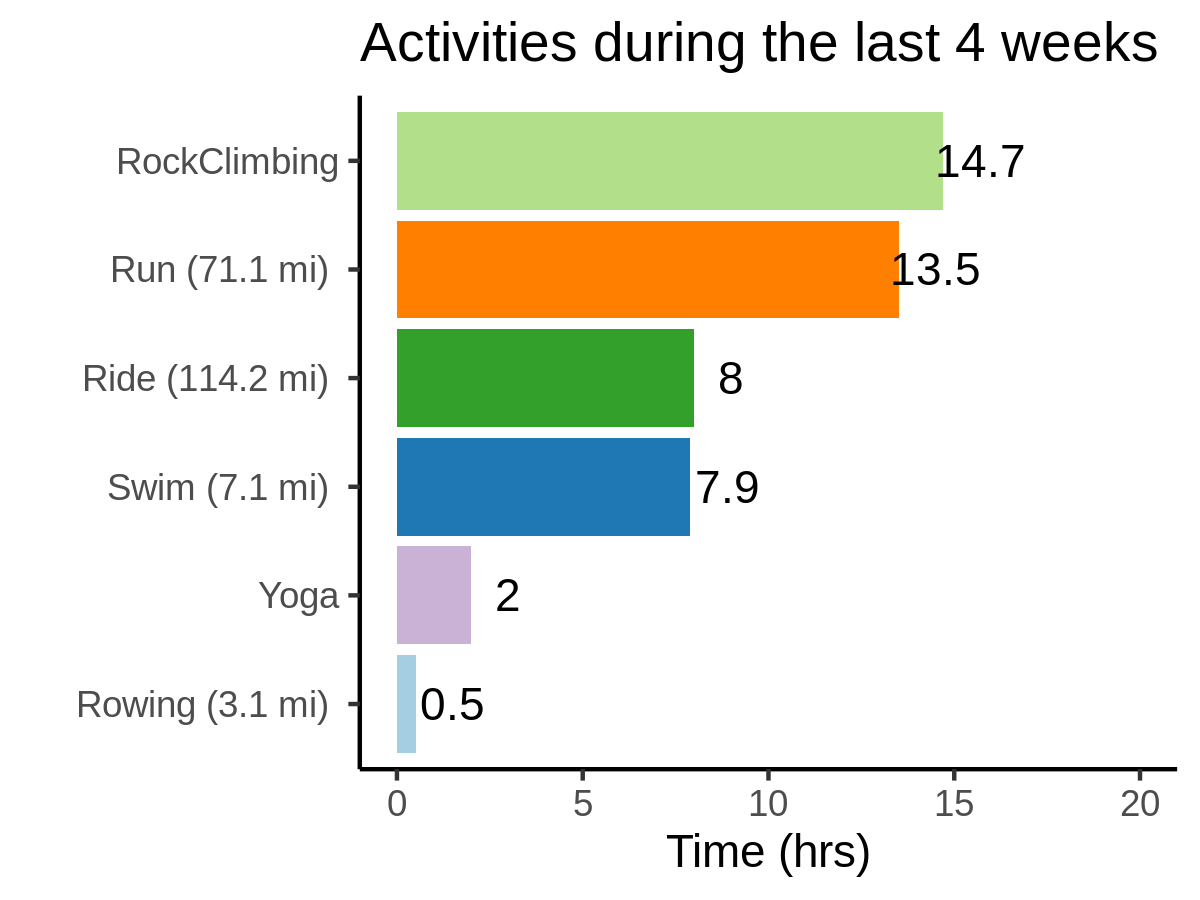 Activities during the last 4 weeks
RockClimbing 14.7
Run (71.1 mi) 13.5
Ride (114.2 mi) 8
Swim (7.1 mi) 7.9
Yoga 2
Rowing (3.1 mi) 0.5
0 5 10 15 20
Time (hrs)